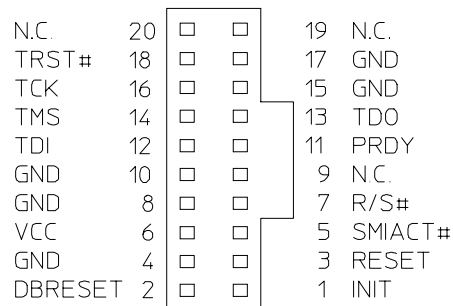 N.C. 20 19 N.C.
TRST# 18 17 GND
TCK 16 15 GND
TMS 14 13 TDO
TDI 12 11 PRDY
GND 10 9 N.C.
GND 8 7 R/S#
VCC 6 5 SMIACT#
GND 4 3 RESET
DBRESET 2 1 INIT